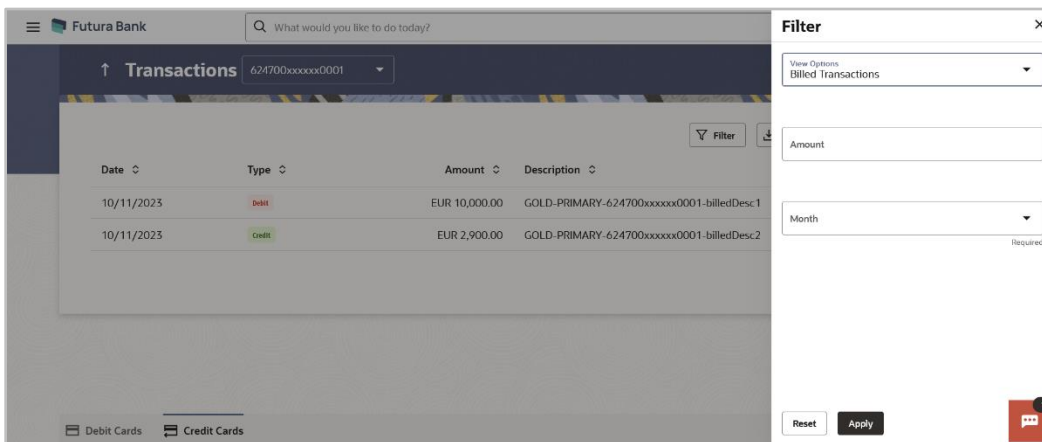 Futura Bank
What would you like to do today?
Transactions 624700xxxxxx0001
Filter
Date Type Amount Description
10/11/2023 Debit EUR 10,000.00 GOLD-PRIMARY-624700xxxxxx0001-billedDesc1
10/11/2023 Credit EUR 2,900.00 GOLD-PRIMARY-624700xxxxxx0001-billedDesc2
Debit Cards Credit Cards
Filter
View Options
Billed Transactions
Amount
Month
Required
Reset Apply